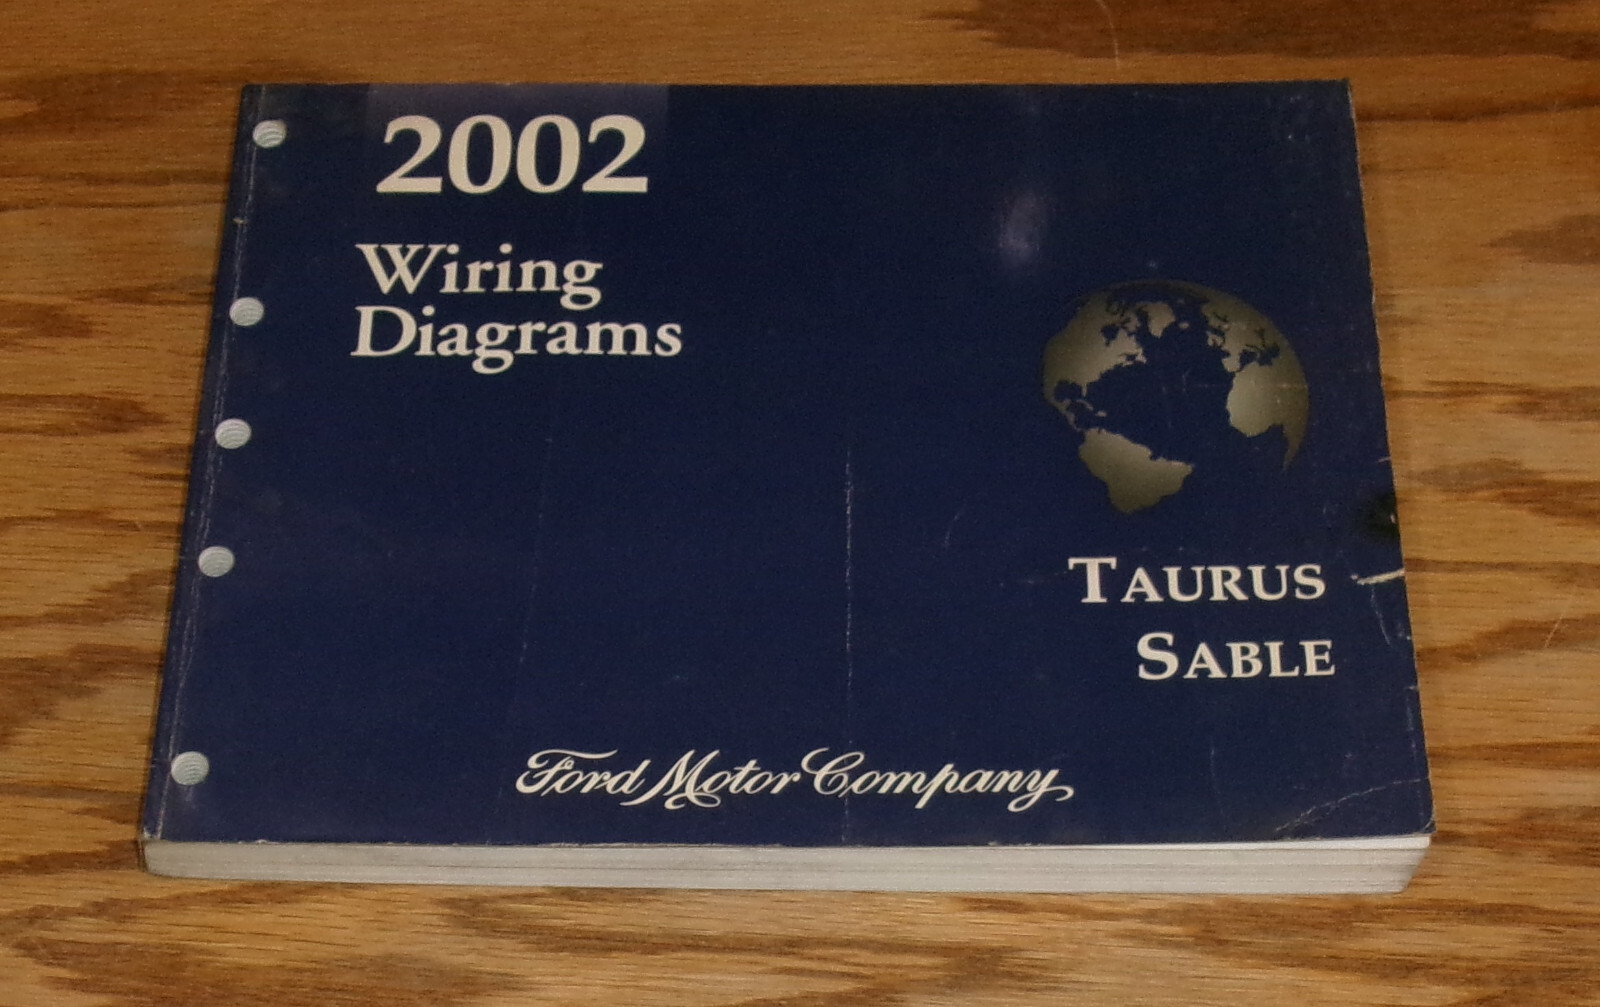 2002
Wiring
Diagrams
TAURUS
SABLE
Ford Motor Company